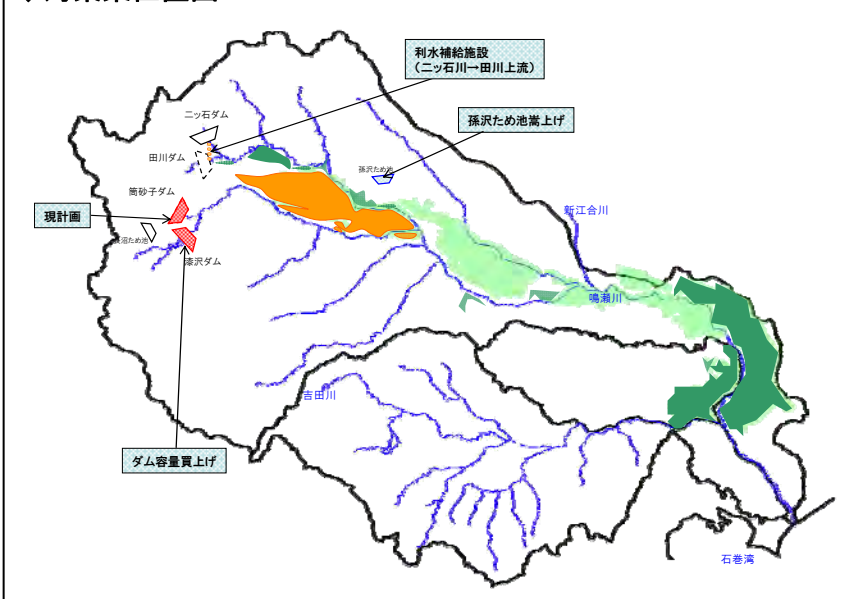 利水補給施設
（二ッ石川→田川上流）
孫沢ため池嵩上げ
二ッ石ダム
田川ダム
孫沢ため池
筒砂子ダム
現計画
新江合川
ため池
漆沢ダム
鳴瀬川
吉田川
ダム容量買上げ
石巻湾